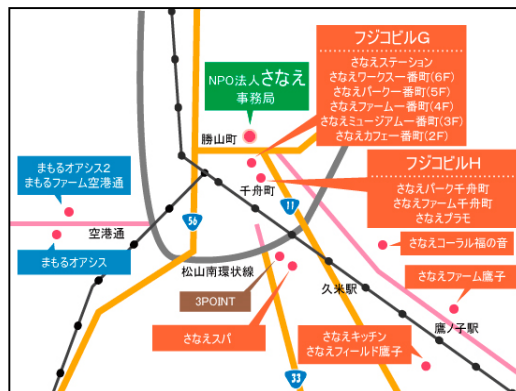 フジコビルG
さなえステーション
さなえワークス一番町(6F)
さなえパーク一番町(5F)
さなえファーム一番町(4F)
さなえミュージアム一番町(3F)
さなえカフェ一番町(2F)
NPO法人さなえ
事務局
勝山町
フジコビルH
さなえパーク千舟町
さなえファーム千舟町
さなえプラモ
まもるオアシス2
まもるファーム空港通
千舟町
11
56
空港通
さなえコーラル福の音
まもるオアシス
松山南環状線
久米駅
3POINT
さなえファーム鷹子
さなえスパ
鷹ノ子駅
さなえキッチン
さなえフィールド鷹子
33